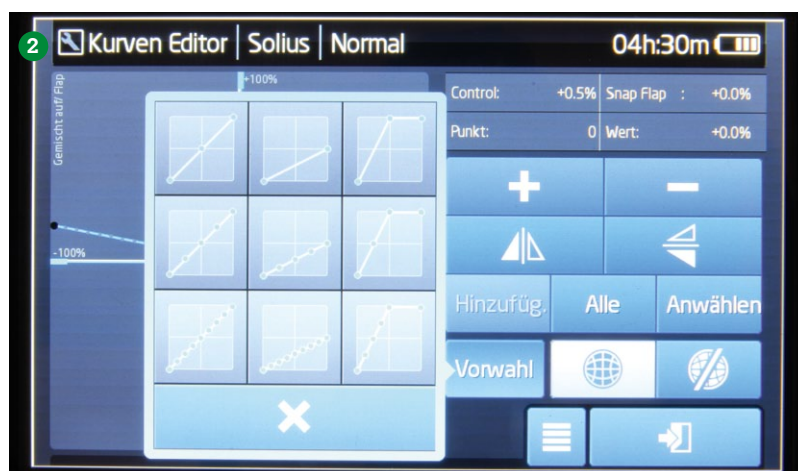 2
Kurven Editor | Solius | Normal 04h:30m
Gemischt auf/ Flap
+100%
-100%
Control: +0.5% Snap Flap : +0.0%
Punkt: 0 Wert: +0.0%
Hinzufüg. Alle Anwählen
Vorwahl